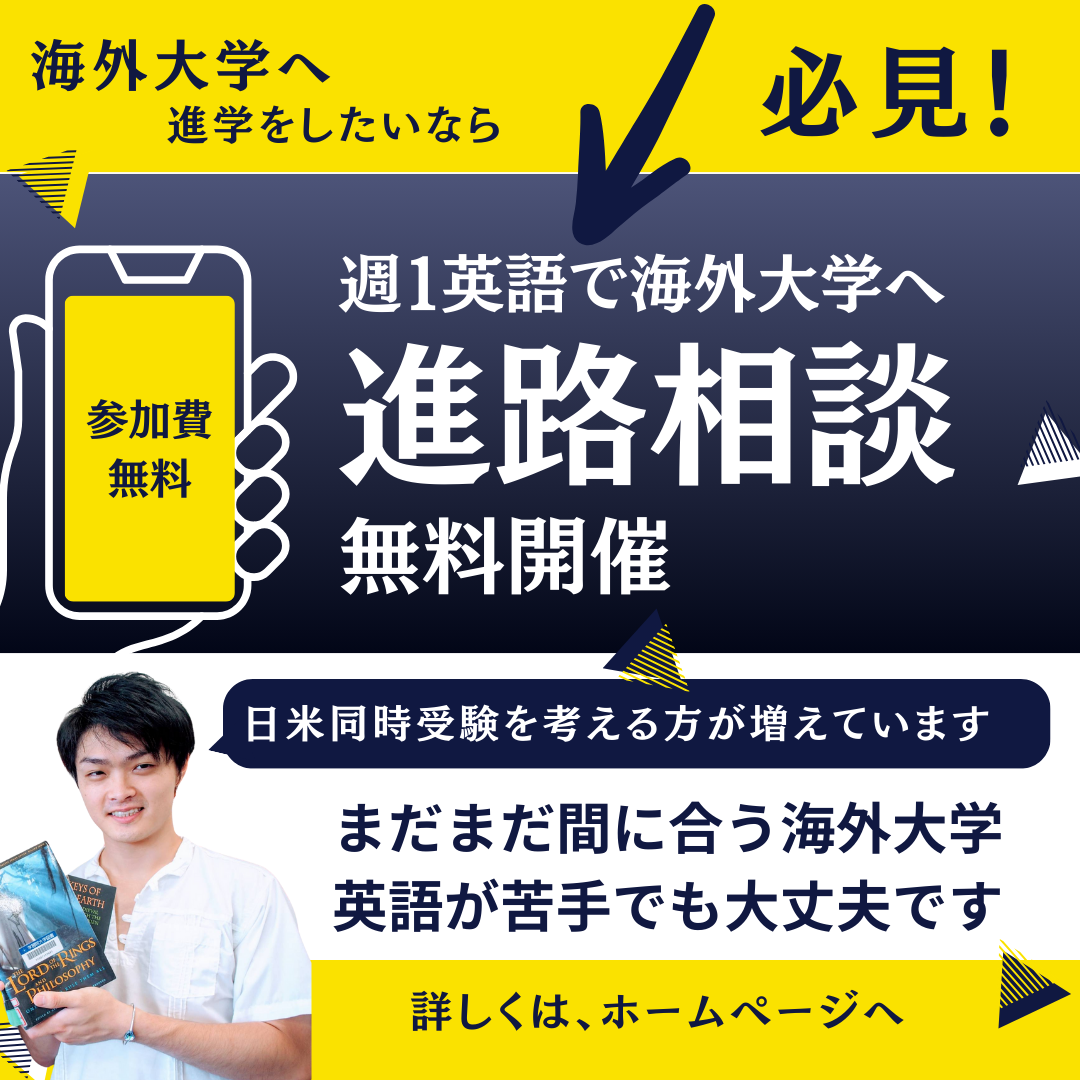 海外大学へ
進学をしたいなら
必見!
週1英語で海外大学へ
進路相談
無料開催
参加費
無料
日米同時受験を考える方が増えています
まだまだ間に合う海外大学
英語が苦手でも大丈夫です
KEYS OF
EARTH
THE
LORD OF THE RINGS
AND
PHILOSOPHY
詳しくは、ホームページへ